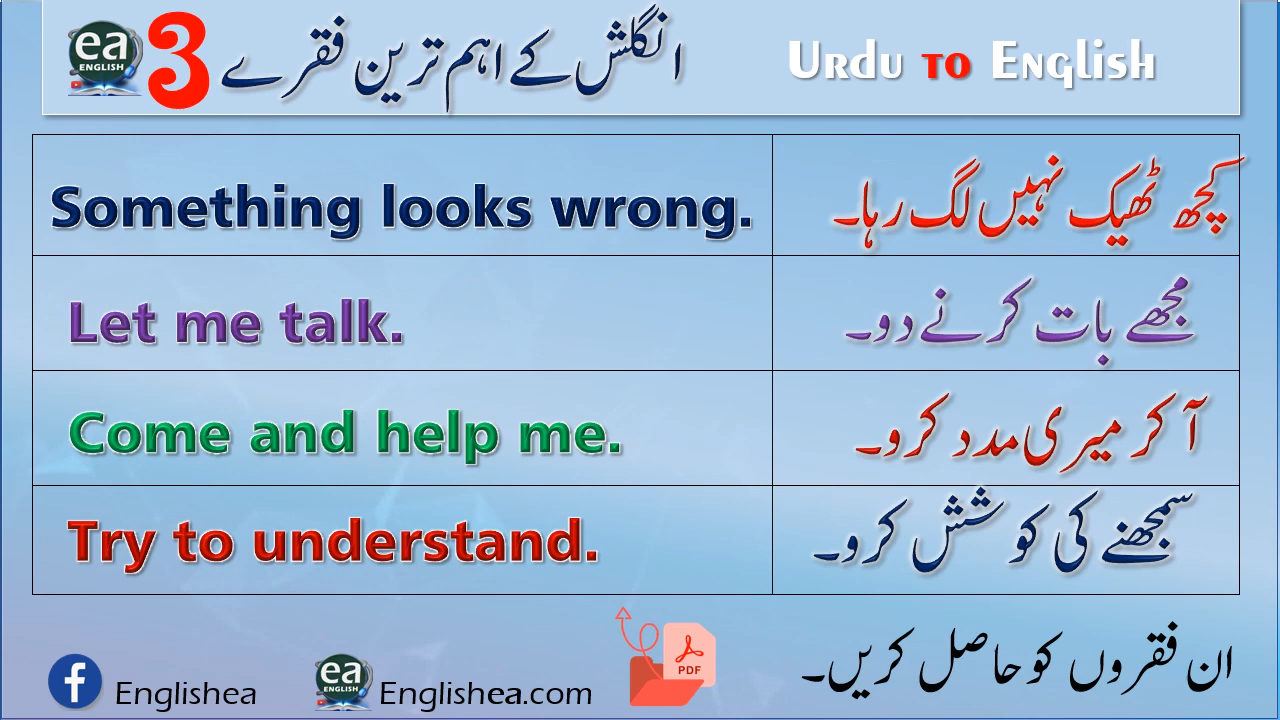 ea
ENGLISH
3 انگلش کے اہم ترین فقرے
Urdu to English
Something looks wrong.
کچھ ٹھیک نہیں لگ رہا۔
Let me talk.
مجھے بات کرنے دو۔
Come and help me.
آ کر میری مدد کرو۔
Try to understand.
سمجھنے کی کوشش کرو۔
f Englishea
ea
ENGLISH
Englishea.com
PDF
ان فقروں کو حاصل کریں۔